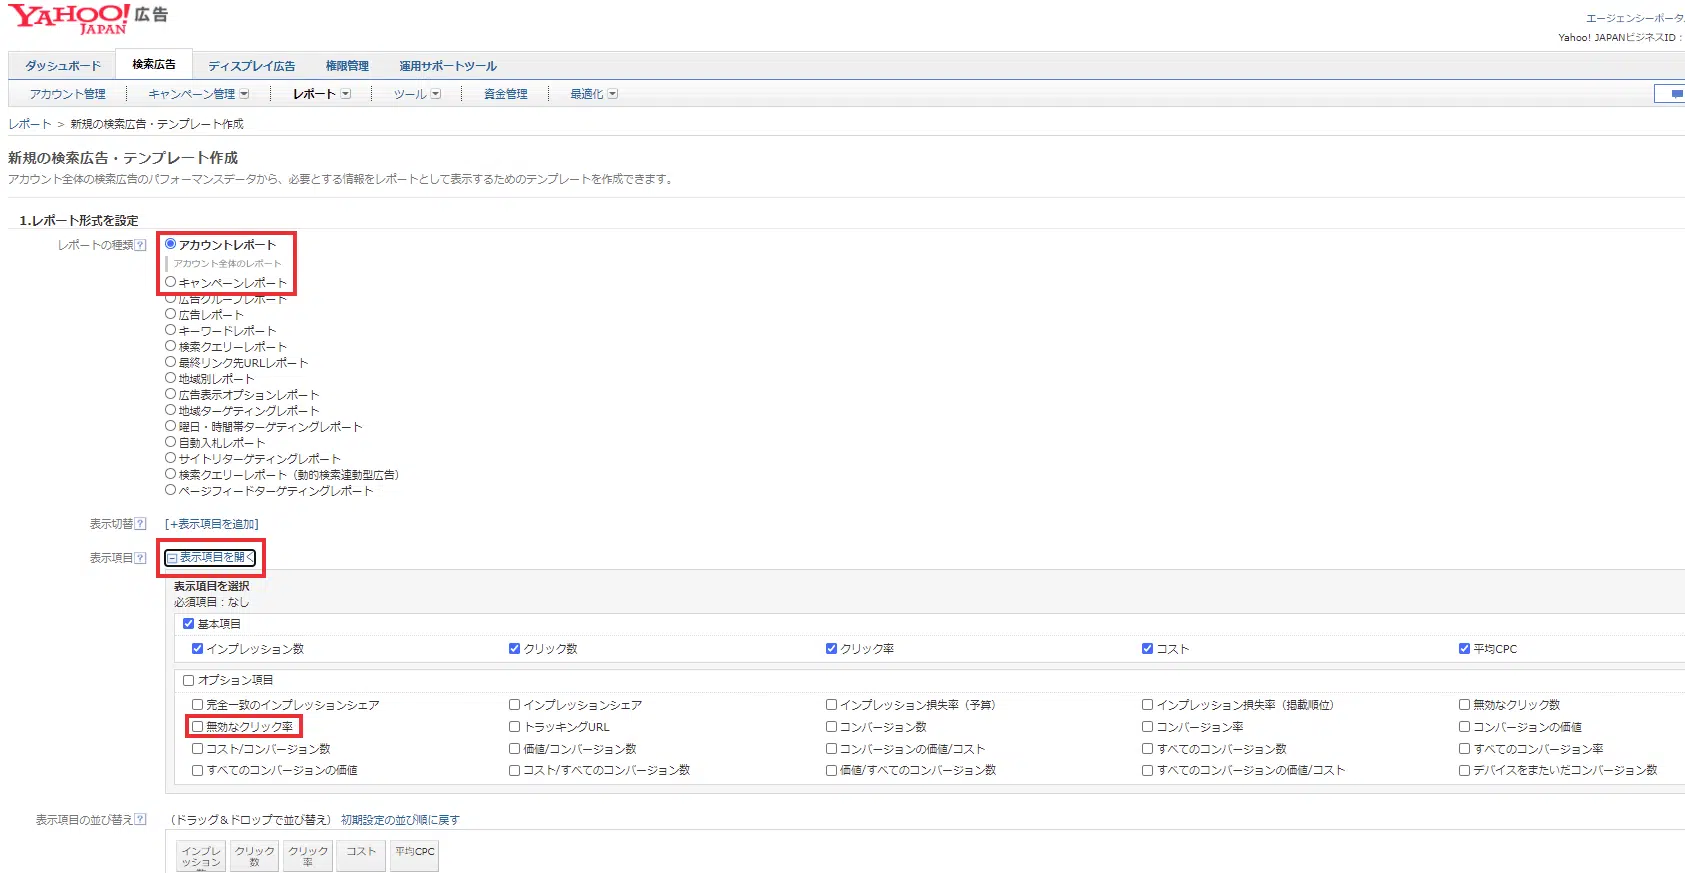 YAHOO! 広告
JAPAN
エージェンシーポータ
Yahoo! JAPANビジネスID：
ダッシュボード 検索広告 ディスプレイ広告 権限管理 運用サポートツール
アカウント管理 キャンペーン管理 レポート ツール 資金管理 最適化
レポート > 新規の検索広告・テンプレート作成
新規の検索広告・テンプレート作成
アカウント全体の検索広告のパフォーマンスデータから、必要とする情報をレポートとして表示するためのテンプレートを作成できます。
1.レポート形式を設定
レポートの種類? アカウントレポート
アカウント全体のレポート
キャンペーンレポート
広告グループレポート
広告レポート
キーワードレポート
検索クエリーレポート
最終リンク先URLレポート
地域別レポート
広告表示オプションレポート
地域ターゲティングレポート
曜日・時間帯ターゲティングレポート
自動入札レポート
サイトリターゲティングレポート
検索クエリーレポート（動的検索連動型広告）
ページフィードターゲティングレポート
表示切替? [+表示項目を追加]
表示項目? 表示項目を開く
表示項目を選択
必須項目：なし
基本項目
インプレッション数 クリック数 クリック率 コスト 平均CPC
オプション項目
完全一致のインプレッションシェア インプレッションシェア インプレッション損失率（予算） インプレッション損失率（掲載順位） 無効なクリック数
無効なクリック率 トラッキングURL コンバージョン数 コンバージョン率 コンバージョンの価値
コスト/コンバージョン数 価値/コンバージョン数 コンバージョンの価値/コスト すべてのコンバージョン数 すべてのコンバージョン率
すべてのコンバージョンの価値 コスト/すべてのコンバージョン数 価値/すべてのコンバージョン数 すべてのコンバージョンの価値/コスト デバイスをまたいだコンバージョン数
表示項目の並び替え? （ドラッグ＆ドロップで並び替え） 初期設定の並び順に戻す
インプレ クリック クリック コスト 平均CPC
ッション 数 率
数